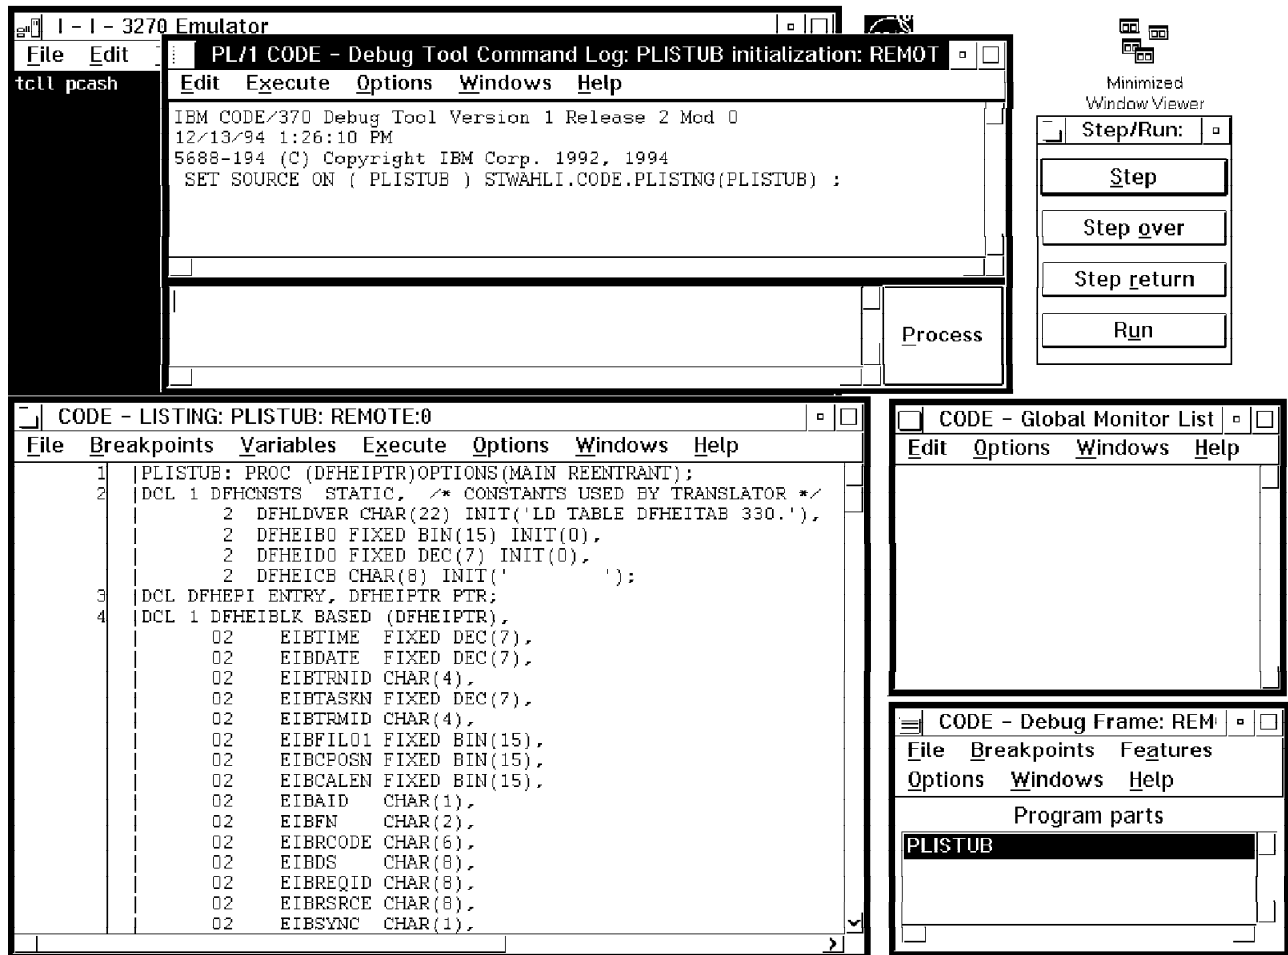 I - I - 3270 Emulator
File Edit
tcll pcash
PL/1 CODE - Debug Tool Command Log: PLISTUB initialization: REMOT
Edit Execute Options Windows Help
IBM CODE/370 Debug Tool Version 1 Release 2 Mod 0
12/13/94 1:26:10 PM
5688-194 (C) Copyright IBM Corp. 1992, 1994
SET SOURCE ON ( PLISTUB ) STWAHLI.CODE.PLISTNG(PLISTUB) ;
Process
Minimized
Window Viewer
Step/Run:
Step
Step over
Step return
Run
CODE - LISTING: PLISTUB: REMOTE:0
File Breakpoints Variables Execute Options Windows Help
1 |PLISTUB: PROC (DFHEIPTR)OPTIONS(MAIN REENTRANT);
2 |DCL 1 DFHCNSTS STATIC, /* CONSTANTS USED BY TRANSLATOR */
| 2 DFHLDVER CHAR(22) INIT('LD TABLE DFHEITAB 330.'),
| 2 DFHEIB0 FIXED BIN(15) INIT(0),
| 2 DFHEID0 FIXED DEC(7) INIT(0),
| 2 DFHEICB CHAR(8) INIT('        ');
3 |DCL DFHEPI ENTRY, DFHEIPTR PTR;
4 |DCL 1 DFHEIBLK BASED (DFHEIPTR),
| 02 EIBTIME FIXED DEC(7),
| 02 EIBDATE FIXED DEC(7),
| 02 EIBTRNID CHAR(4),
| 02 EIBTASKN FIXED DEC(7),
| 02 EIBTRMID CHAR(4),
| 02 EIBFIL01 FIXED BIN(15),
| 02 EIBCPOSN FIXED BIN(15),
| 02 EIBCALEN FIXED BIN(15),
| 02 EIBAID CHAR(1),
| 02 EIBFN CHAR(2),
| 02 EIBRCODE CHAR(6),
| 02 EIBDS CHAR(8),
| 02 EIBREQID CHAR(8),
| 02 EIBRSRCE CHAR(8),
| 02 EIBSYNC CHAR(1),
CODE - Global Monitor List
Edit Options Windows Help
CODE - Debug Frame: REM
File Breakpoints Features
Options Windows Help
Program parts
PLISTUB